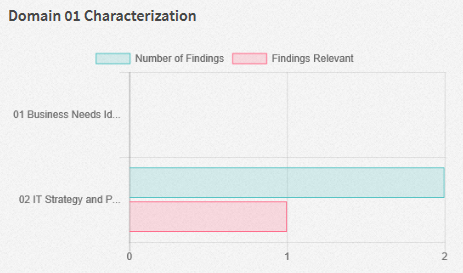 Domain 01 Characterization
Number of Findings Findings Relevant
01 Business Needs Id...
02 IT Strategy and P...
0 1 2